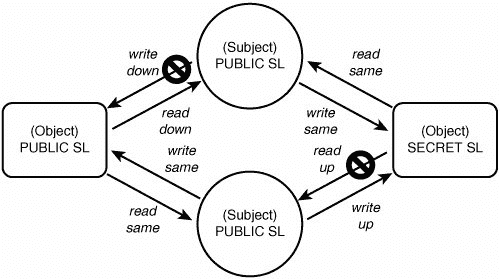 (Subject)
PUBLIC SL
write
down
read
same
read
down
write
same
(Object)
PUBLIC SL
(Object)
SECRET SL
write
same
read
up
read
same
write
up
(Subject)
PUBLIC SL